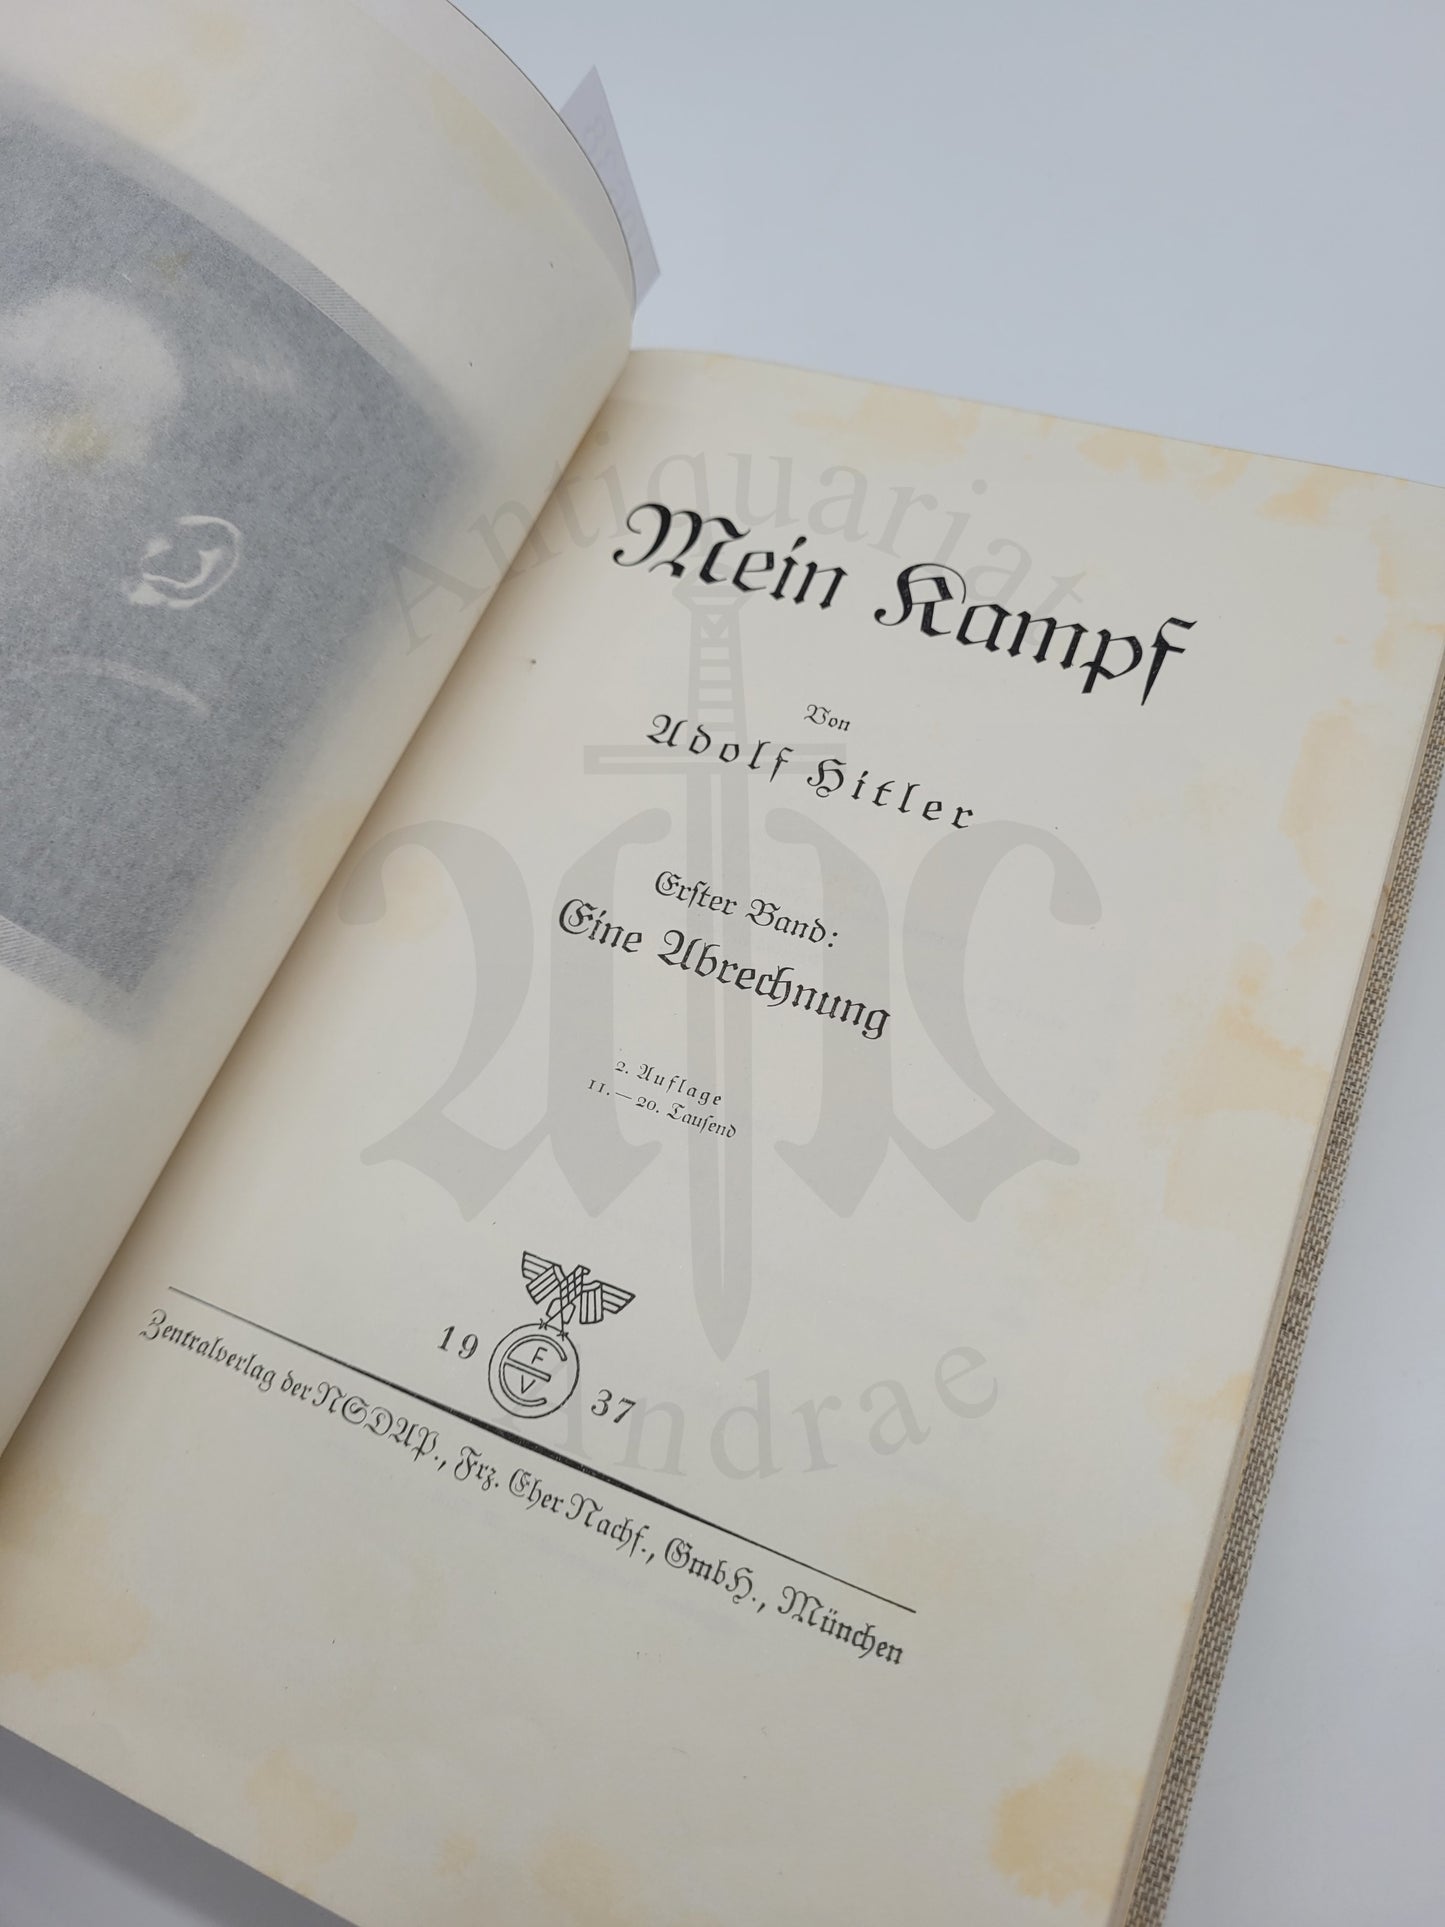 Antiquariat
Mein Kampf
Von
Adolf Hitler
Erster Band:
Eine Abrechnung
2. Auflage
11.—20. Tausend
19 37
F
V
Zentralverlag der NSDAP., Frz. Eher Nachf., GmbH., München
Andrae